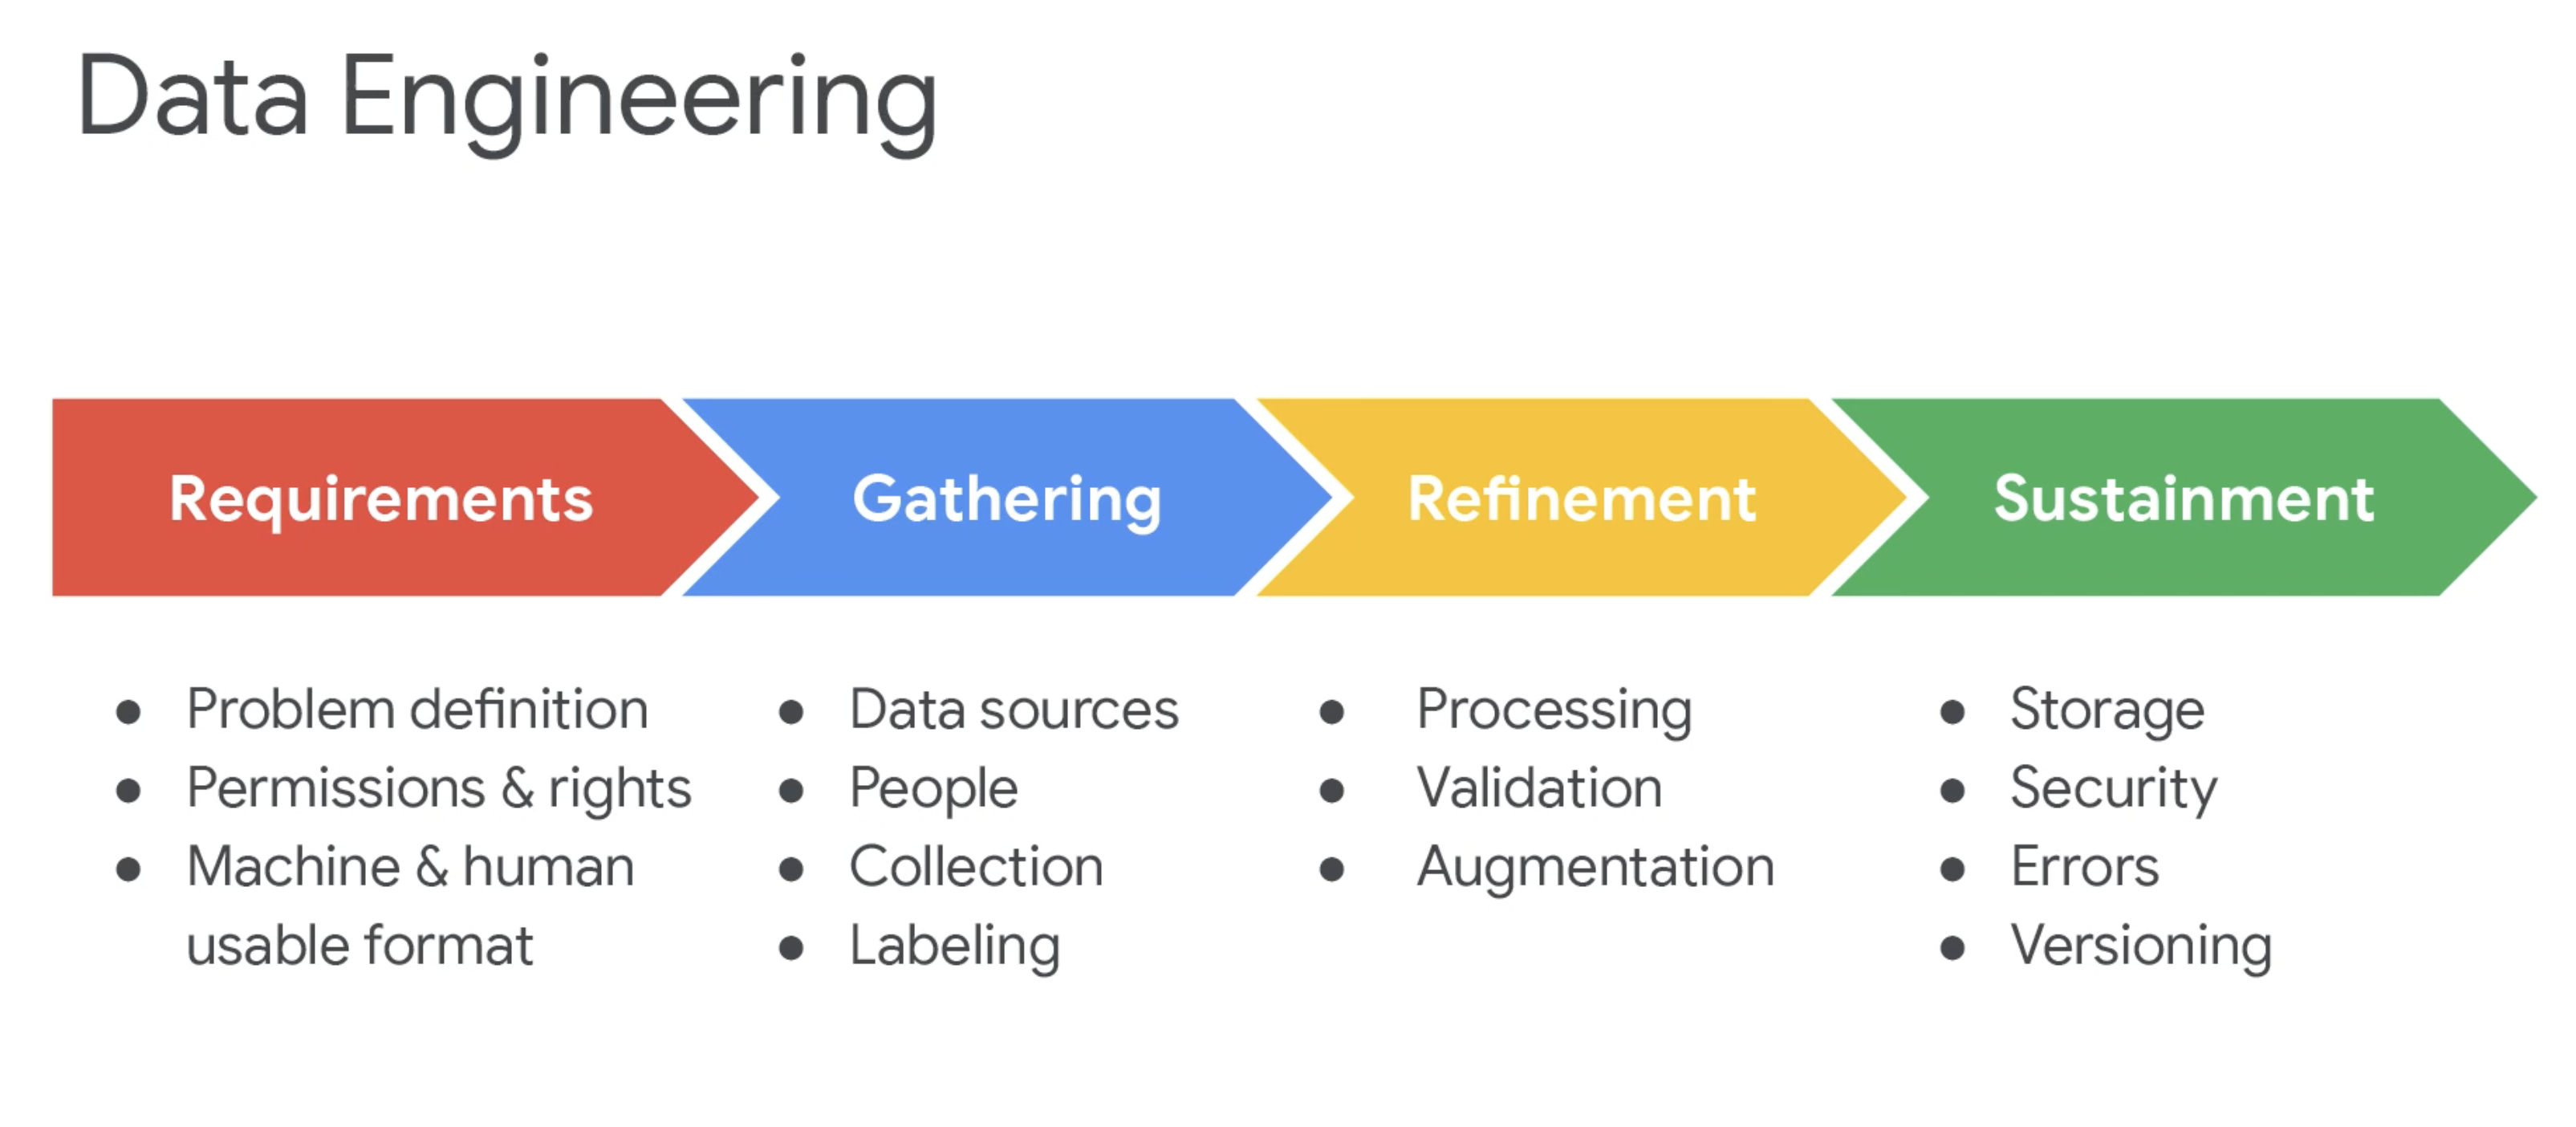 Data Engineering
Requirements
Gathering
Refinement
Sustainment
● Problem definition
● Permissions & rights
● Machine & human
usable format
● Data sources
● People
● Collection
● Labeling
● Processing
● Validation
● Augmentation
● Storage
● Security
● Errors
● Versioning